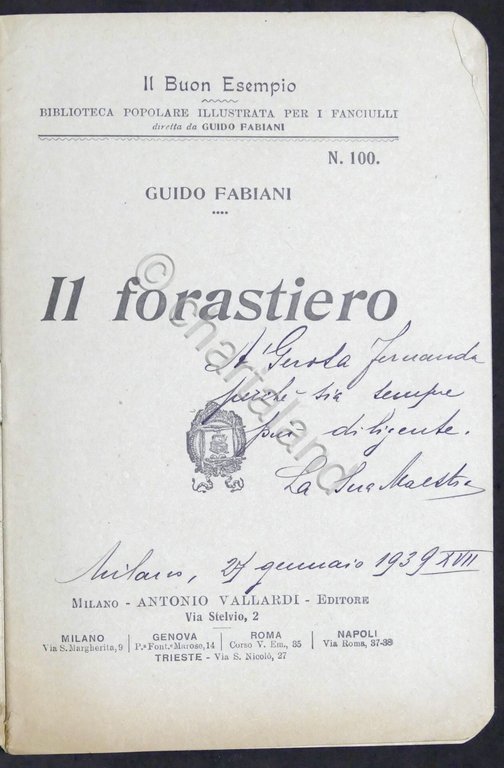 Il Buon Esempio
BIBLIOTECA POPOLARE ILLUSTRATA PER I FANCIULLI
diretta da GUIDO FABIANI
N. 100.
GUIDO FABIANI
Il forastiero
© chartaland
A' Gerosa Fernanda
perchè sia sempre
più diligente.
La Sua Maestra
Milano, 27 gennaio 1939 XVII
MILANO - ANTONIO VALLARDI - EDITORE
Via Stelvio, 2
MILANO GENOVA ROMA NAPOLI
Via S. Margherita, 9 P.ª Font.ª Marose, 14 Corso V. Em., 35 Via Roma, 37-38
TRIESTE - Via S. Nicolò, 27